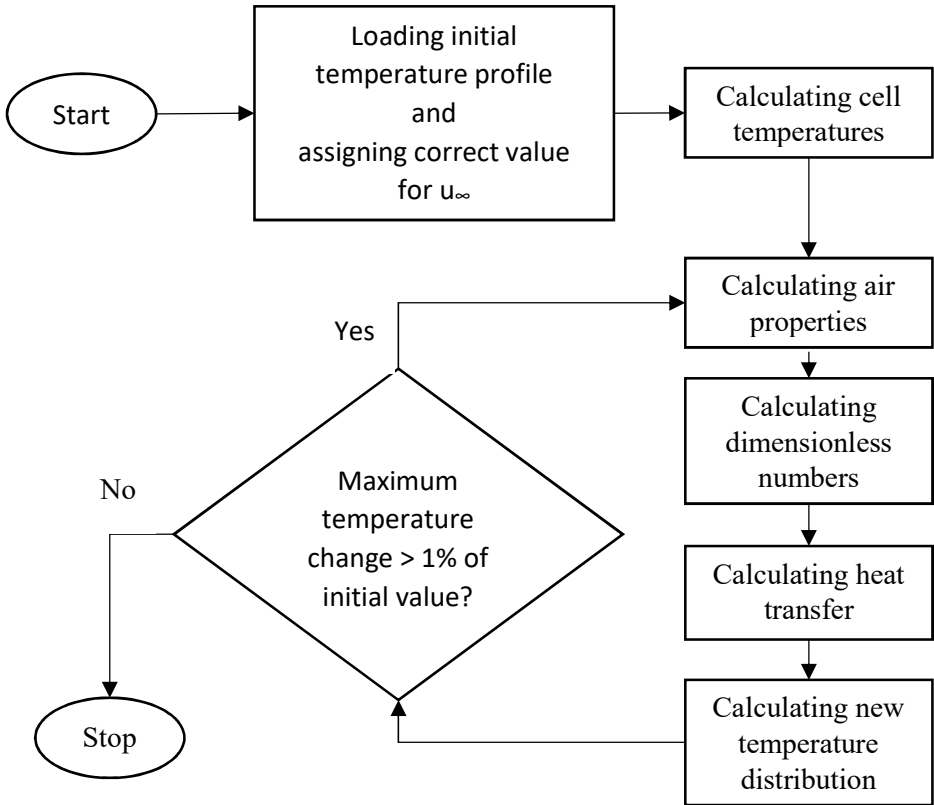 Start
Loading initial
temperature profile
and
assigning correct value
for u∞
Calculating cell
temperatures
Calculating air
properties
Calculating
dimensionless
numbers
Calculating heat
transfer
Calculating new
temperature
distribution
Maximum
temperature
change > 1% of
initial value?
Yes
No
Stop